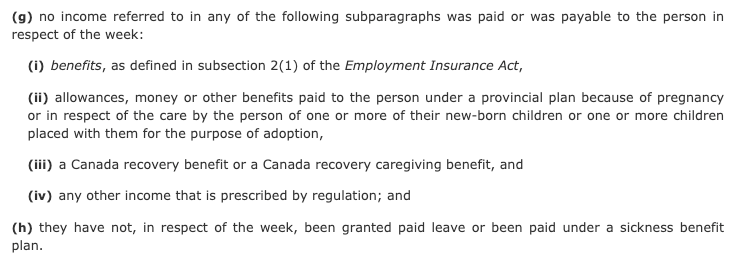 (g) no income referred to in any of the following subparagraphs was paid or was payable to the person in
respect of the week:
(i) benefits, as defined in subsection 2(1) of the Employment Insurance Act,
(ii) allowances, money or other benefits paid to the person under a provincial plan because of pregnancy
or in respect of the care by the person of one or more of their new-born children or one or more children
placed with them for the purpose of adoption,
(iii) a Canada recovery benefit or a Canada recovery caregiving benefit, and
(iv) any other income that is prescribed by regulation; and
(h) they have not, in respect of the week, been granted paid leave or been paid under a sickness benefit
plan.